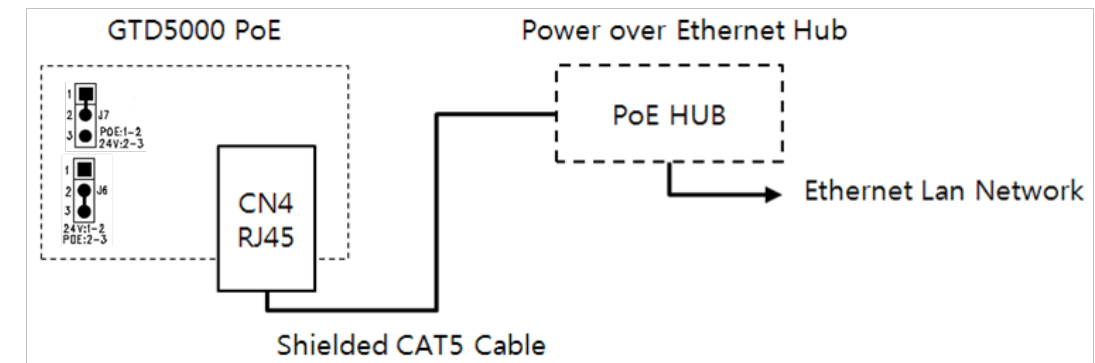 GTD5000 PoE
Power over Ethernet Hub
1
2 J7
3 POE:1-2
24V:2-3
1
2 J6
3
24V:1-2
POE:2-3
CN4
RJ45
PoE HUB
Ethernet Lan Network
Shielded CAT5 Cable